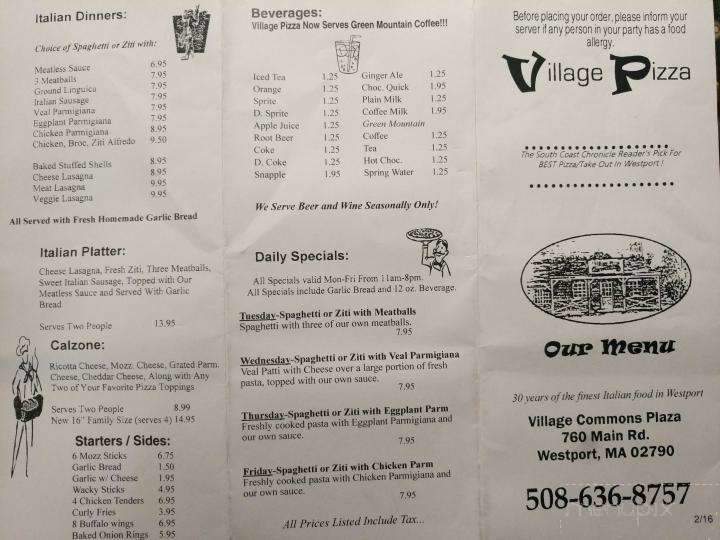 Italian Dinners:
Choice of Spaghetti or Ziti with:
Meatless Sauce 6.95
3 Meatballs 7.95
Ground Linguica 7.95
Italian Sausage 7.95
Veal Parmigiana 7.95
Eggplant Parmigiana 7.95
Chicken Parmigiana 8.95
Chicken, Broc, Ziti Alfredo 9.50
Baked Stuffed Shells 8.95
Cheese Lasagna 8.95
Meat Lasagna 9.95
Veggie Lasagna 9.95
All Served with Fresh Homemade Garlic Bread
Italian Platter:
Cheese Lasagna, Fresh Ziti, Three Meatballs,
Sweet Italian Sausage, Topped with Our
Meatless Sauce and Served With Garlic
Bread
Serves Two People 13.95
Calzone:
Ricotta Cheese, Mozz. Cheese, Grated Parm.
Cheese, Cheddar Cheese, Along with Any
Two of Your Favorite Pizza Toppings
Serves Two People 8.99
New 16" Family Size (serves 4) 14.95
Starters / Sides:
6 Mozz Sticks 6.75
Garlic Bread 1.50
Garlic w/ Cheese 1.95
Wacky Sticks 4.95
4 Chicken Tenders 6.95
Curly Fries 3.95
8 Buffalo wings 6.95
Baked Onion Rings 5.95
Beverages:
Village Pizza Now Serves Green Mountain Coffee!!!
Iced Tea 1.25
Orange 1.25
Sprite 1.25
D. Sprite 1.25
Apple Juice 1.25
Root Beer 1.25
Coke 1.25
D. Coke 1.25
Snapple 1.95
Ginger Ale 1.25
Choc. Quick 1.95
Plain Milk 1.25
Coffee Milk 1.95
Green Mountain
Coffee 1.25
Tea 1.25
Hot Choc. 1.25
Spring Water 1.25
We Serve Beer and Wine Seasonally Only!
Daily Specials:
All Specials valid Mon-Fri From 11am-8pm.
All Specials include Garlic Bread and 12 oz. Beverage.
Tuesday-Spaghetti or Ziti with Meatballs
Spaghetti with three of our own meatballs.
7.95
Wednesday-Spaghetti or Ziti with Veal Parmigiana
Veal Patti with Cheese over a large portion of fresh
pasta, topped with our own sauce.
7.95
Thursday-Spaghetti or Ziti with Eggplant Parm
Freshly cooked pasta with Eggplant Parmigiana and
our own sauce.
7.95
Friday-Spaghetti or Ziti with Chicken Parm
Freshly cooked pasta with Chicken Parmigiana and
our own sauce.
7.95
All Prices Listed Include Tax...
Before placing your order, please inform your
server if any person in your party has a food
allergy.
Village Pizza
The South Coast Chronicle Reader's Pick For
BEST Pizza/Take Out In Westport !
Our Menu
30 years of the finest Italian food in Westport
Village Commons Plaza
760 Main Rd.
Westport, MA 02790
508-636-8757
menupix
2/16